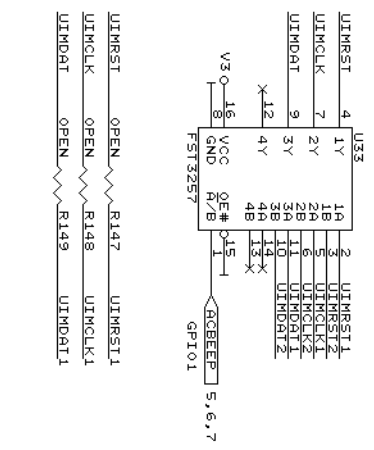 U33
UIMRST 4 1Y 1A 2 UIMRST1
1B 3 UIMRST2
UIMCLK 7 2Y 2A 5 UIMCLK1
2B 6 UIMCLK2
UIMDAT 9 3Y 3A 11 UIMDAT1
3B 10 UIMDAT2
12 4Y 4A 14
4B 13
V3 16 VCC OE# 15
8 GND A/B 1 ACBEEP 5,6,7
FST3257 GPIO1
UIMRST OPEN R147 UIMRST1
UIMCLK OPEN R148 UIMCLK1
UIMDAT OPEN R149 UIMDAT1